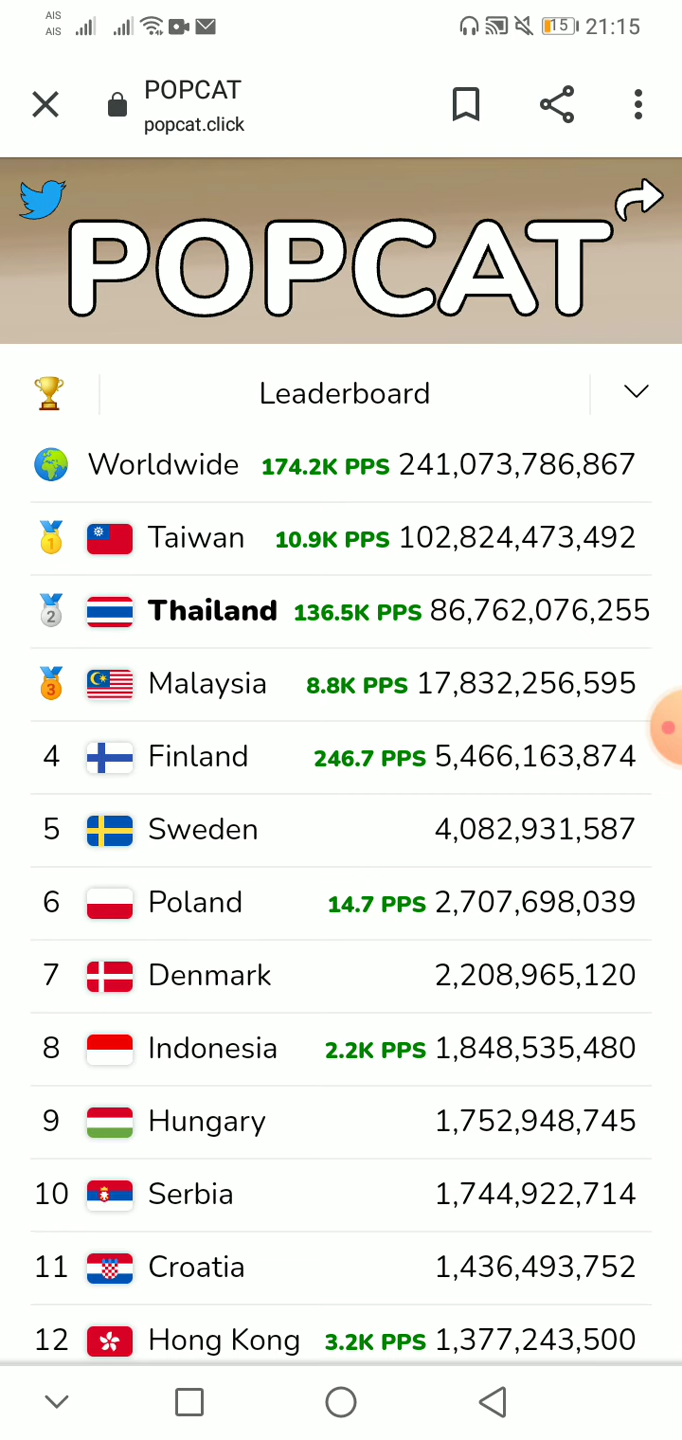 AIS
AIS
15 21:15
POPCAT
popcat.click
POPCAT
Leaderboard
Worldwide 174.2K PPS 241,073,786,867
1 Taiwan 10.9K PPS 102,824,473,492
2 Thailand 136.5K PPS 86,762,076,255
3 Malaysia 8.8K PPS 17,832,256,595
4 Finland 246.7 PPS 5,466,163,874
5 Sweden 4,082,931,587
6 Poland 14.7 PPS 2,707,698,039
7 Denmark 2,208,965,120
8 Indonesia 2.2K PPS 1,848,535,480
9 Hungary 1,752,948,745
10 Serbia 1,744,922,714
11 Croatia 1,436,493,752
12 Hong Kong 3.2K PPS 1,377,243,500